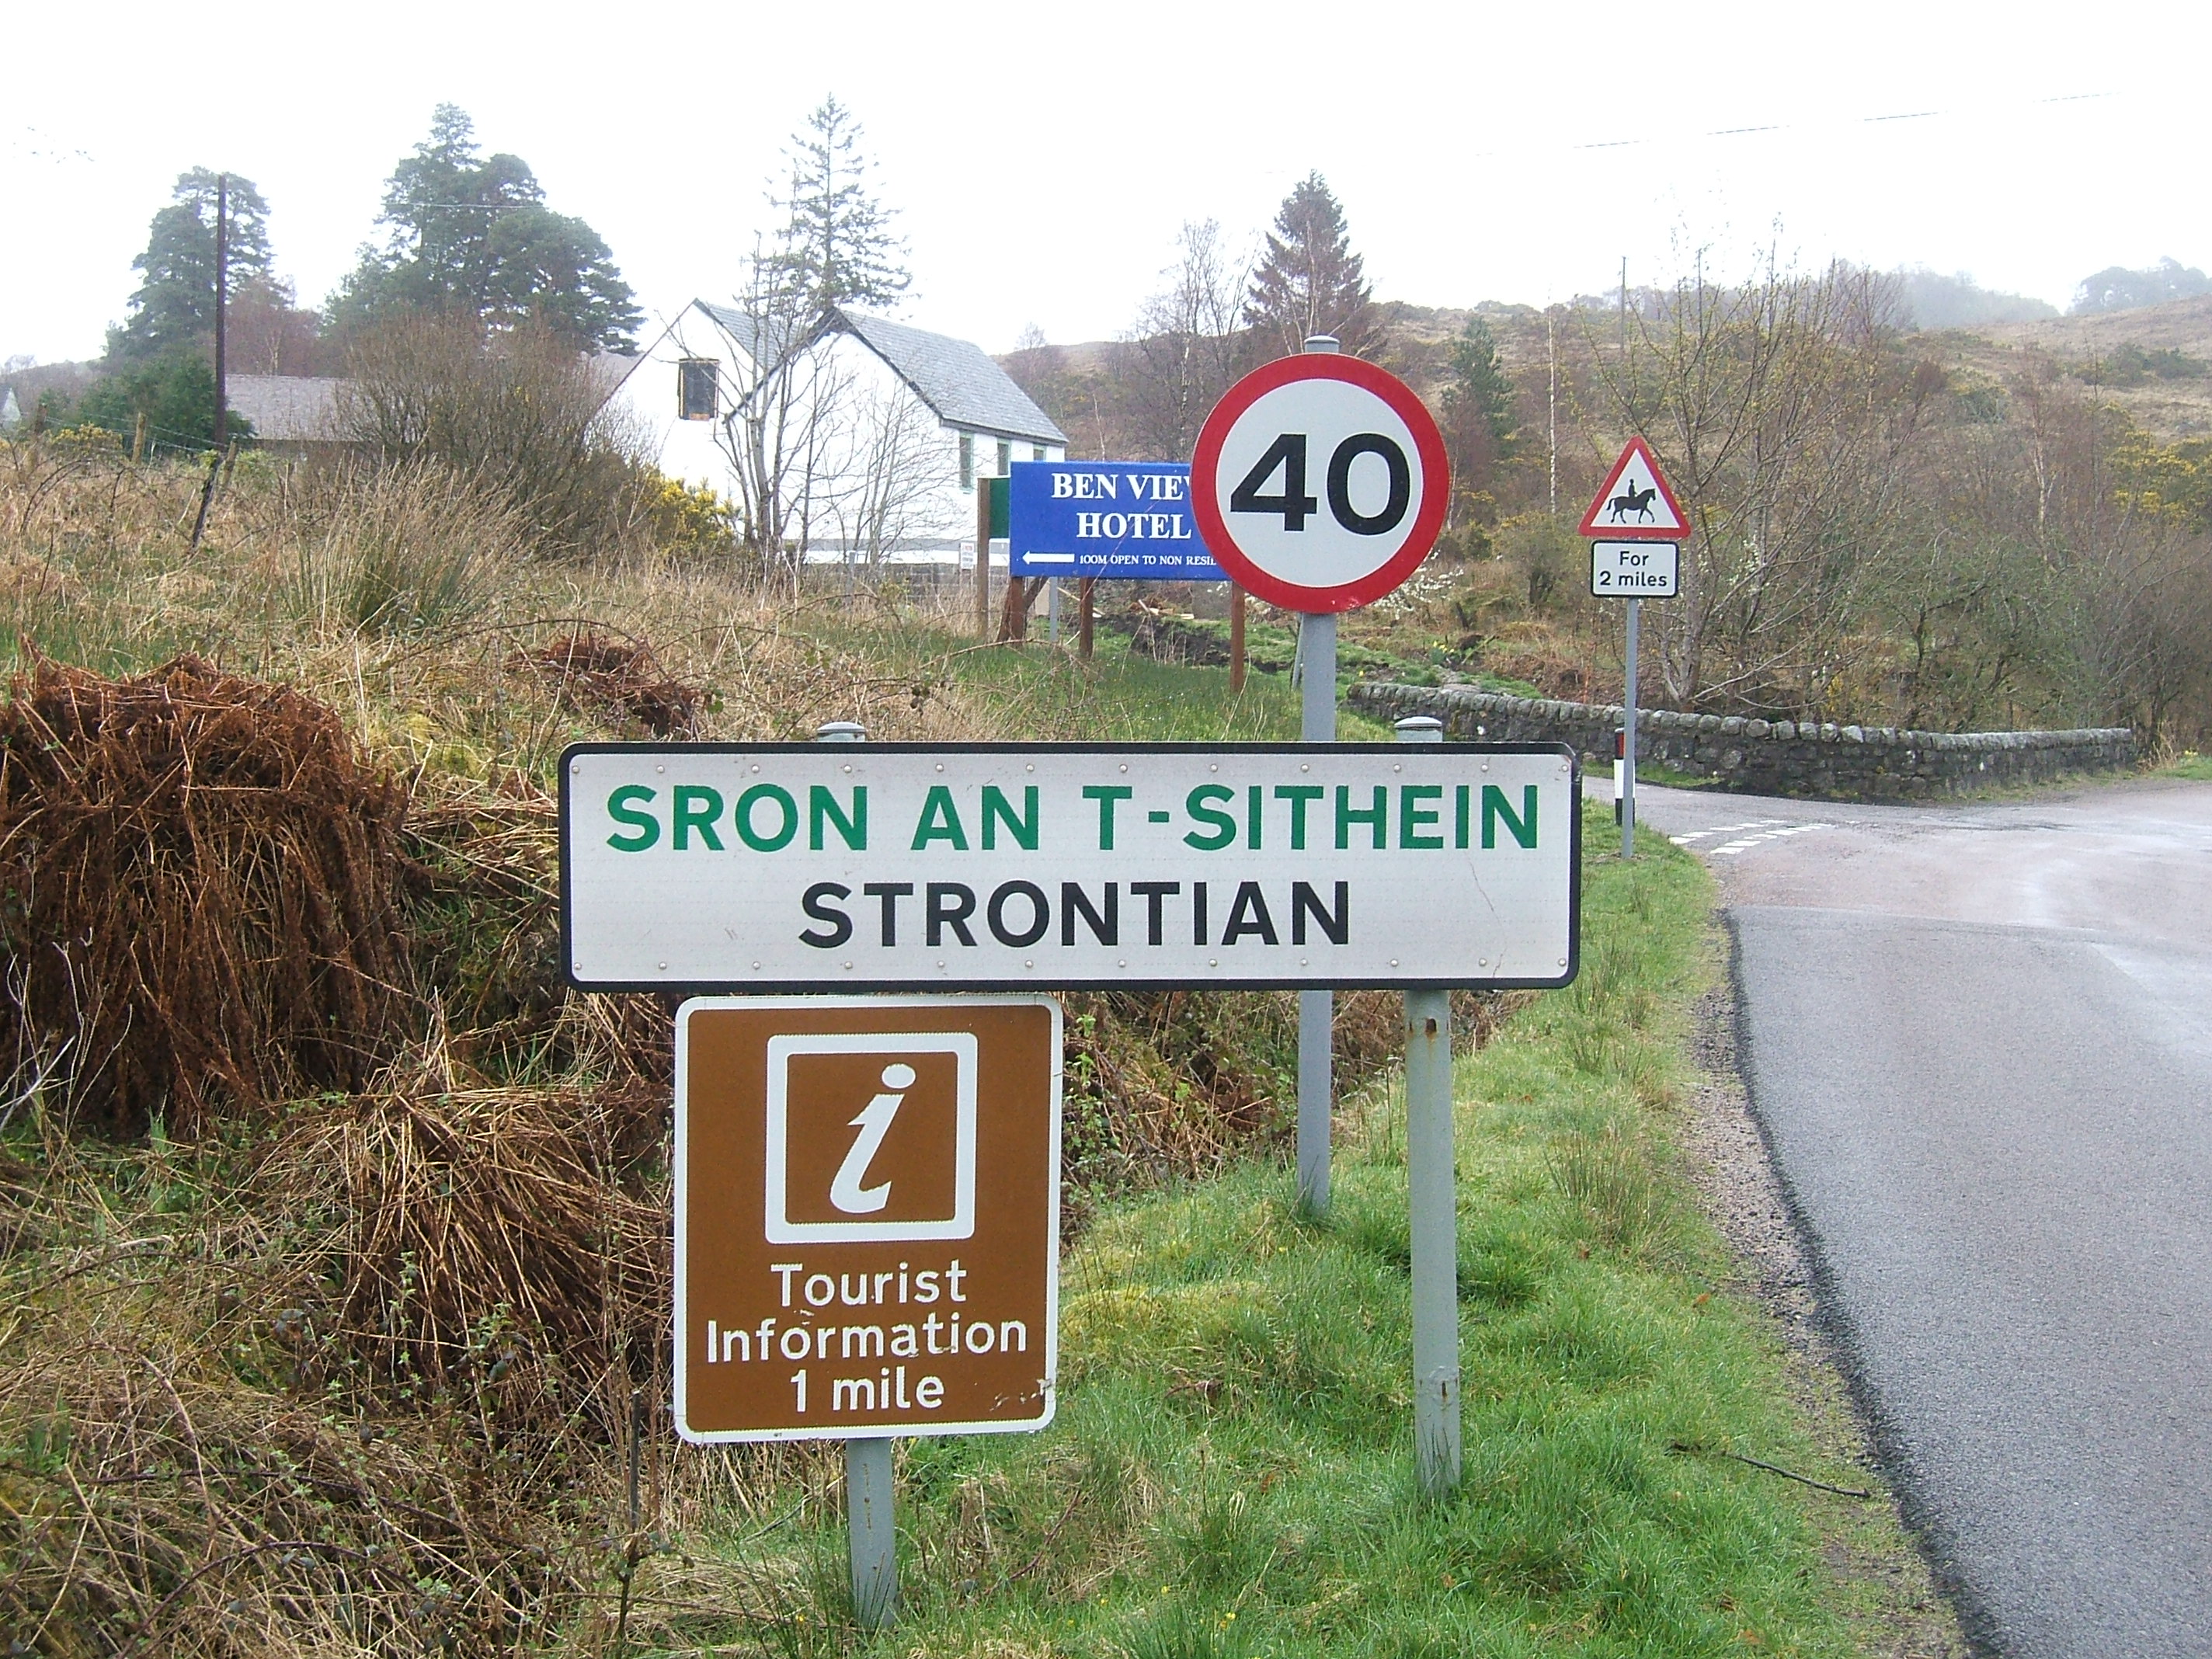 BEN VIEW
HOTEL
100M OPEN TO NON
40
For
2 miles
SRON AN T-SITHEIN
STRONTIAN
i
Tourist
Information
1 mile